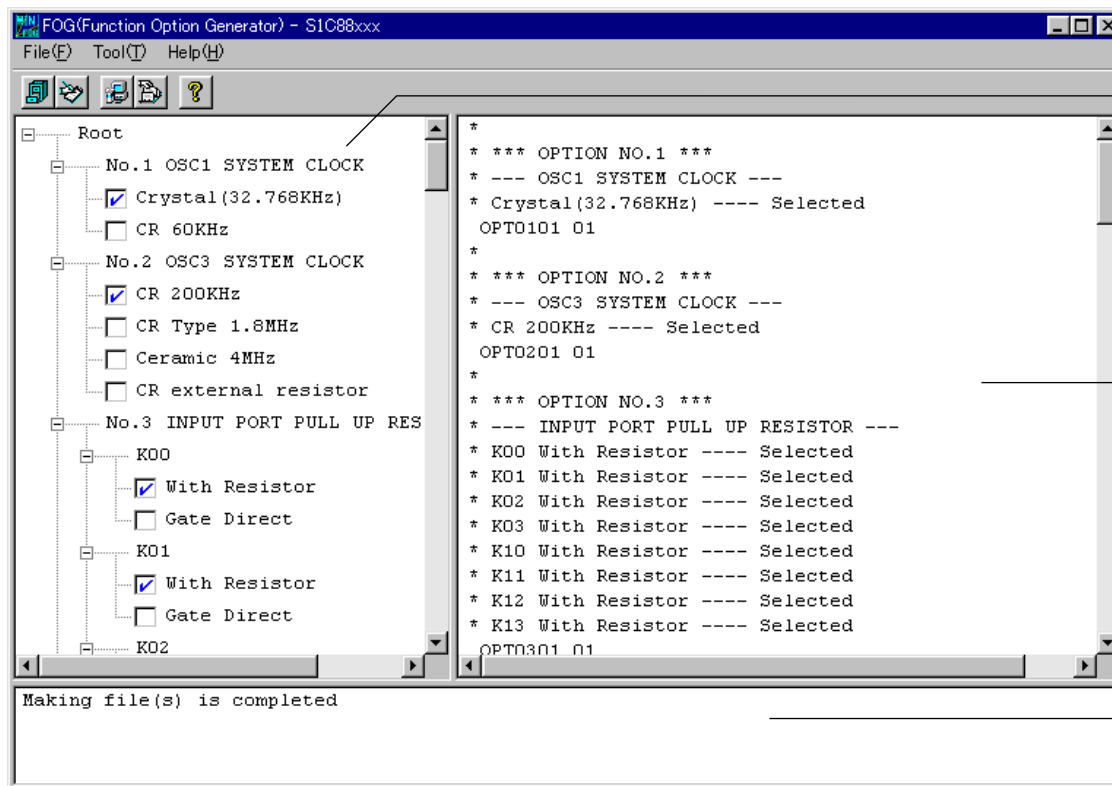 FOG(Function Option Generator) - S1C88xxx
File(F) Tool(T) Help(H)
Root
No.1 OSC1 SYSTEM CLOCK
Crystal(32.768KHz)
CR 60KHz
No.2 OSC3 SYSTEM CLOCK
CR 200KHz
CR Type 1.8MHz
Ceramic 4MHz
CR external resistor
No.3 INPUT PORT PULL UP RES
K00
With Resistor
Gate Direct
K01
With Resistor
Gate Direct
K02
*
* *** OPTION NO.1 ***
* --- OSC1 SYSTEM CLOCK ---
* Crystal(32.768KHz) ---- Selected
OPT0101 01
*
* *** OPTION NO.2 ***
* --- OSC3 SYSTEM CLOCK ---
* CR 200KHz ---- Selected
OPT0201 01
*
* *** OPTION NO.3 ***
* --- INPUT PORT PULL UP RESISTOR ---
* K00 With Resistor ---- Selected
* K01 With Resistor ---- Selected
* K02 With Resistor ---- Selected
* K03 With Resistor ---- Selected
* K10 With Resistor ---- Selected
* K11 With Resistor ---- Selected
* K12 With Resistor ---- Selected
* K13 With Resistor ---- Selected
OPT0301 01
Making file(s) is completed